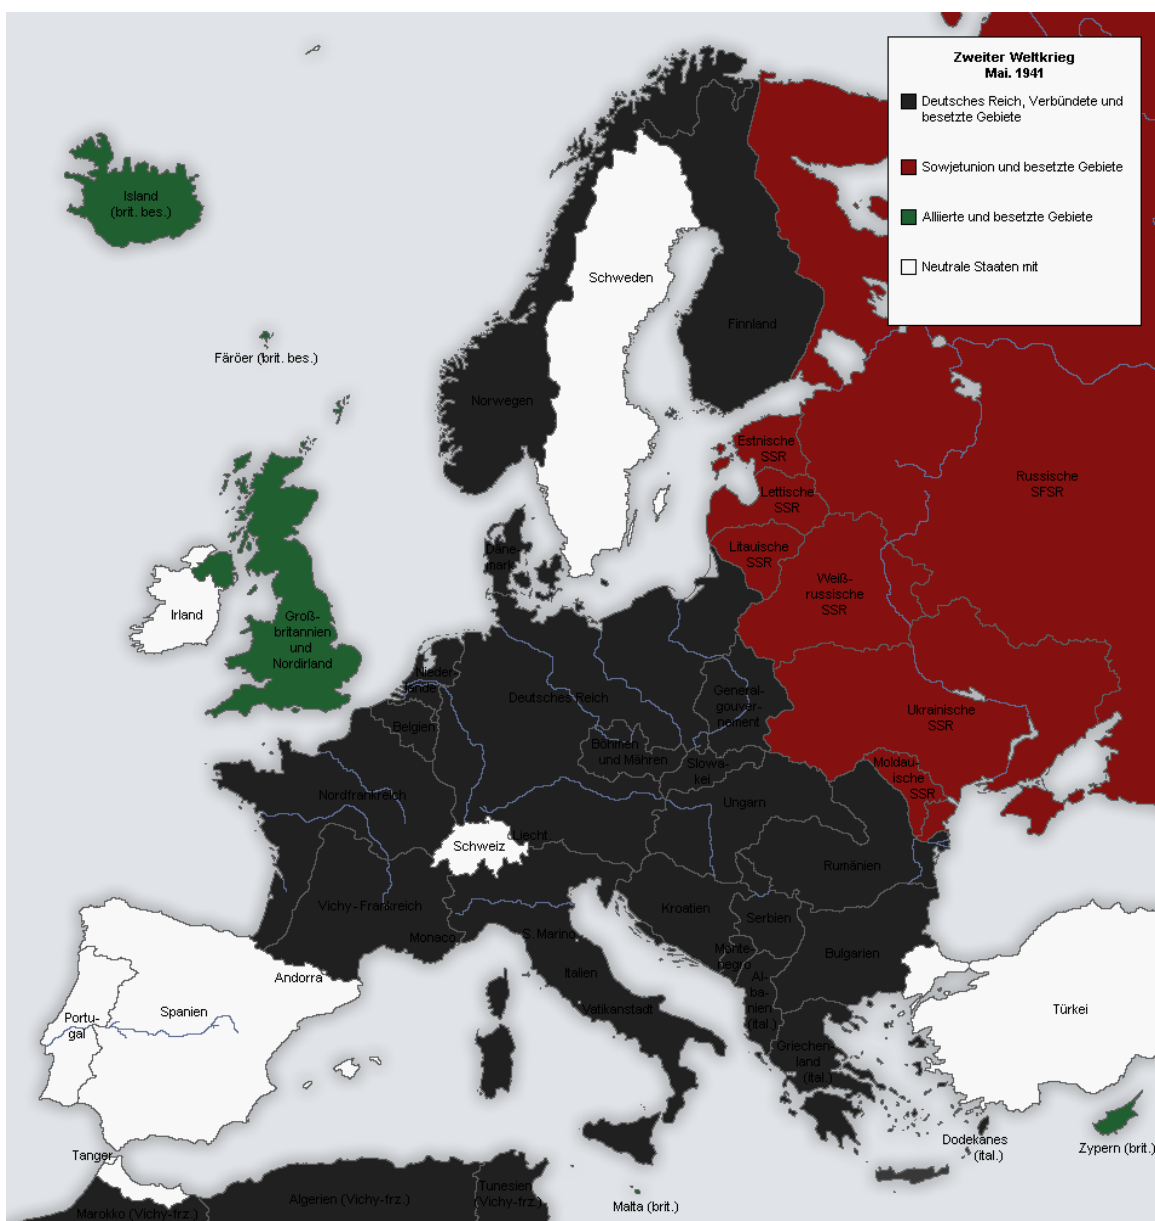 Zweiter Weltkrieg
Mai. 1941
Deutsches Reich, Verbündete und
besetzte Gebiete
Sowjetunion und besetzte Gebiete
Alliierte und besetzte Gebiete
Neutrale Staaten mit
Island
(brit. bes.)
Schweden
Finnland
Färöer (brit. bes.)
Norwegen
Estnische
SSR
Russische
SFSR
Lettische
SSR
Däne-
mark
Litauische
SSR
Weiß-
russische
SSR
Irland
Groß-
britannien
und
Nordirland
Nieder-
lande
Deutsches Reich
General-
gouver-
nement
Ukrainische
SSR
Belgien
Böhmen
und Mähren
Slowa-
kei
Moldau-
ische
SSR
Nordfrankreich
Ungarn
Liecht.
Schweiz
Rumänien
Vichy-Frankreich
Kroatien
Serbien
Monaco
S. Marino
Monte-
negro
Bulgarien
Andorra
Italien
Al-
ba-
nien
(ital.)
Spanien
Portu-
gal
Vatikanstadt
Türkei
Griechen-
land
(ital.)
Dodekanes
(ital.)
Zypern (brit.)
Tanger
Tunesien
(Vichy-frz.)
Algerien (Vichy-frz.)
Malta (brit.)
Marokko (Vichy-frz.)